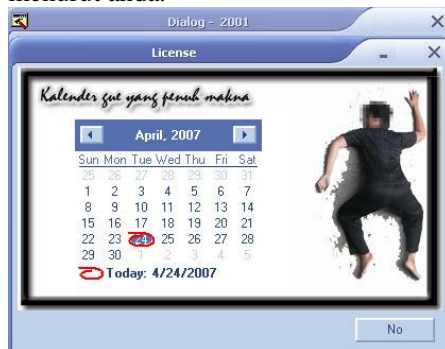 Dialog - 2001
License
Kalender gue yang penuh makna
April, 2007
Sun Mon Tue Wed Thu Fri Sat
25 26 27 28 29 30 31
1 2 3 4 5 6 7
8 9 10 11 12 13 14
15 16 17 18 19 20 21
22 23 24 25 26 27 28
29 30 1 2 3 4 5
Today: 4/24/2007
No